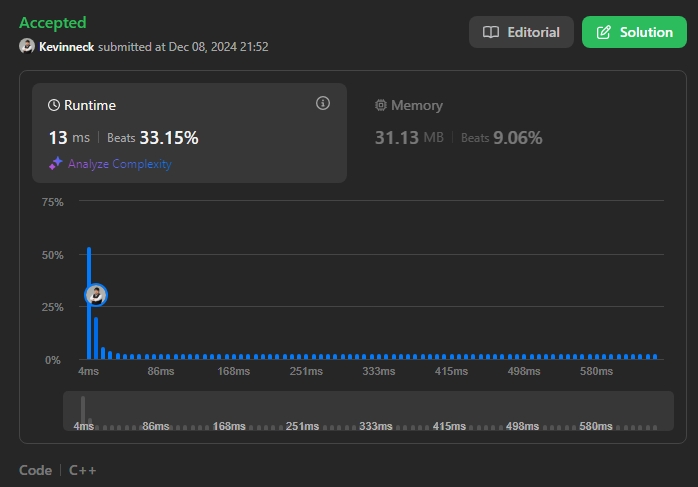 Accepted
Kevinneck submitted at Dec 08, 2024 21:52
Editorial
Solution
Runtime
13 ms | Beats 33.15%
Analyze Complexity
Memory
31.13 MB | Beats 9.06%
75%
50%
25%
0%
4ms 86ms 168ms 251ms 333ms 415ms 498ms 580ms
4ms 86ms 168ms 251ms 333ms 415ms 498ms 580ms
Code | C++